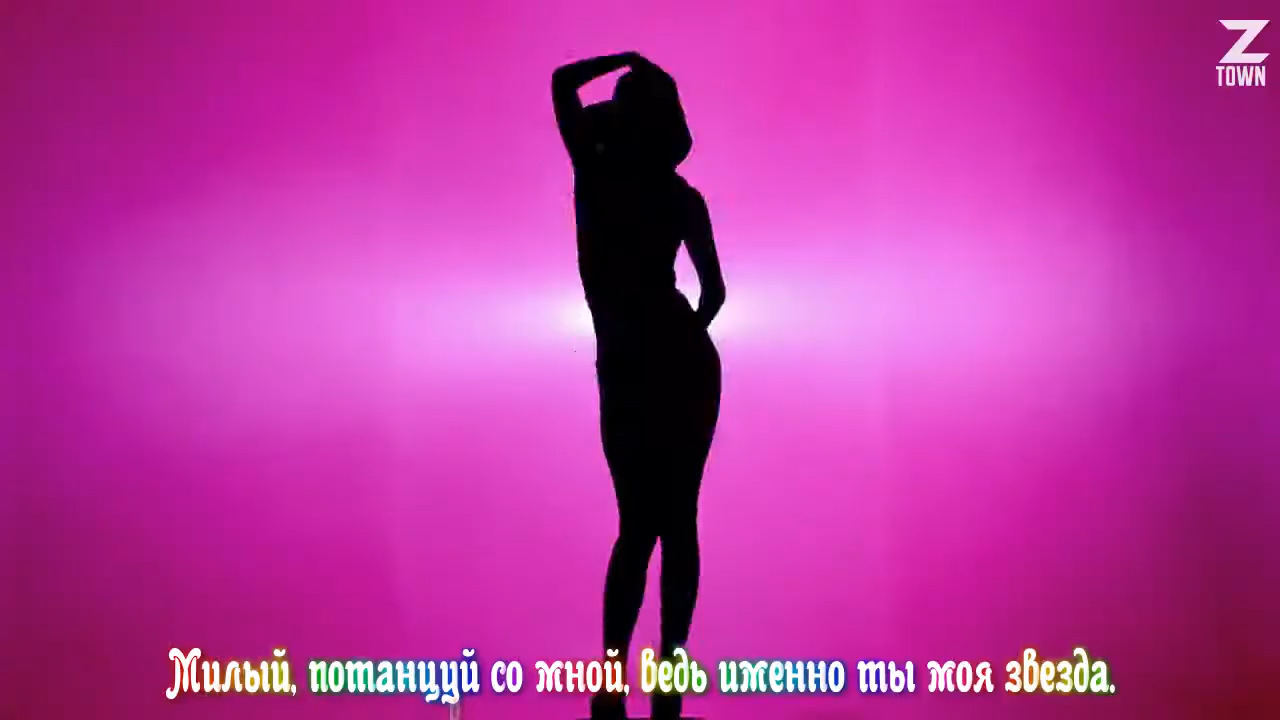 Z
TOWN
Милый, потанцуй со мной, ведь именно ты моя звезда.